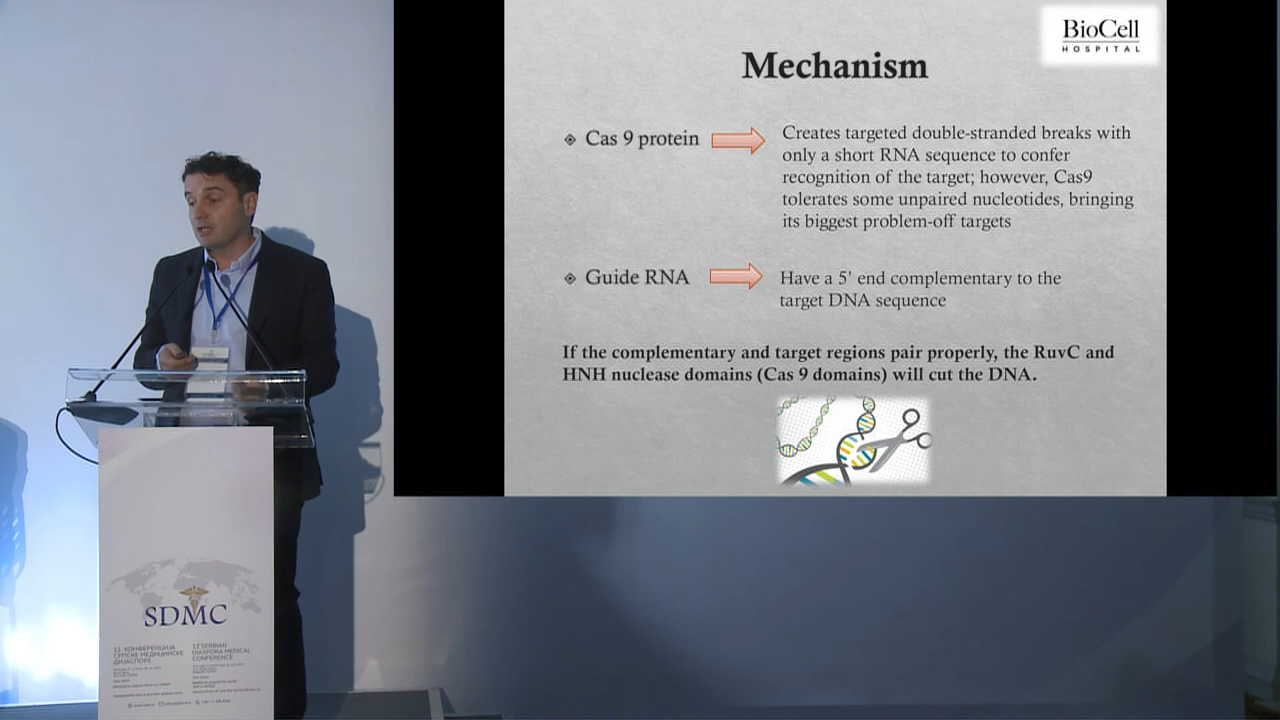 BioCell
HOSPITAL
Mechanism
Cas 9 protein
Creates targeted double-stranded breaks with
only a short RNA sequence to confer
recognition of the target; however, Cas9
tolerates some unpaired nucleotides, bringing
its biggest problem-off targets
Guide RNA
Have a 5' end complementary to the
target DNA sequence
If the complementary and target regions pair properly, the RuvC and
HNH nuclease domains (Cas 9 domains) will cut the DNA.
SDMC
11. КОНФЕРЕНЦИЈА
СРПСКЕ МЕДИЦИНСКЕ
ДИЈАСПОРЕ
SERBIAN
DIASPORA MEDICAL
CONFERENCE